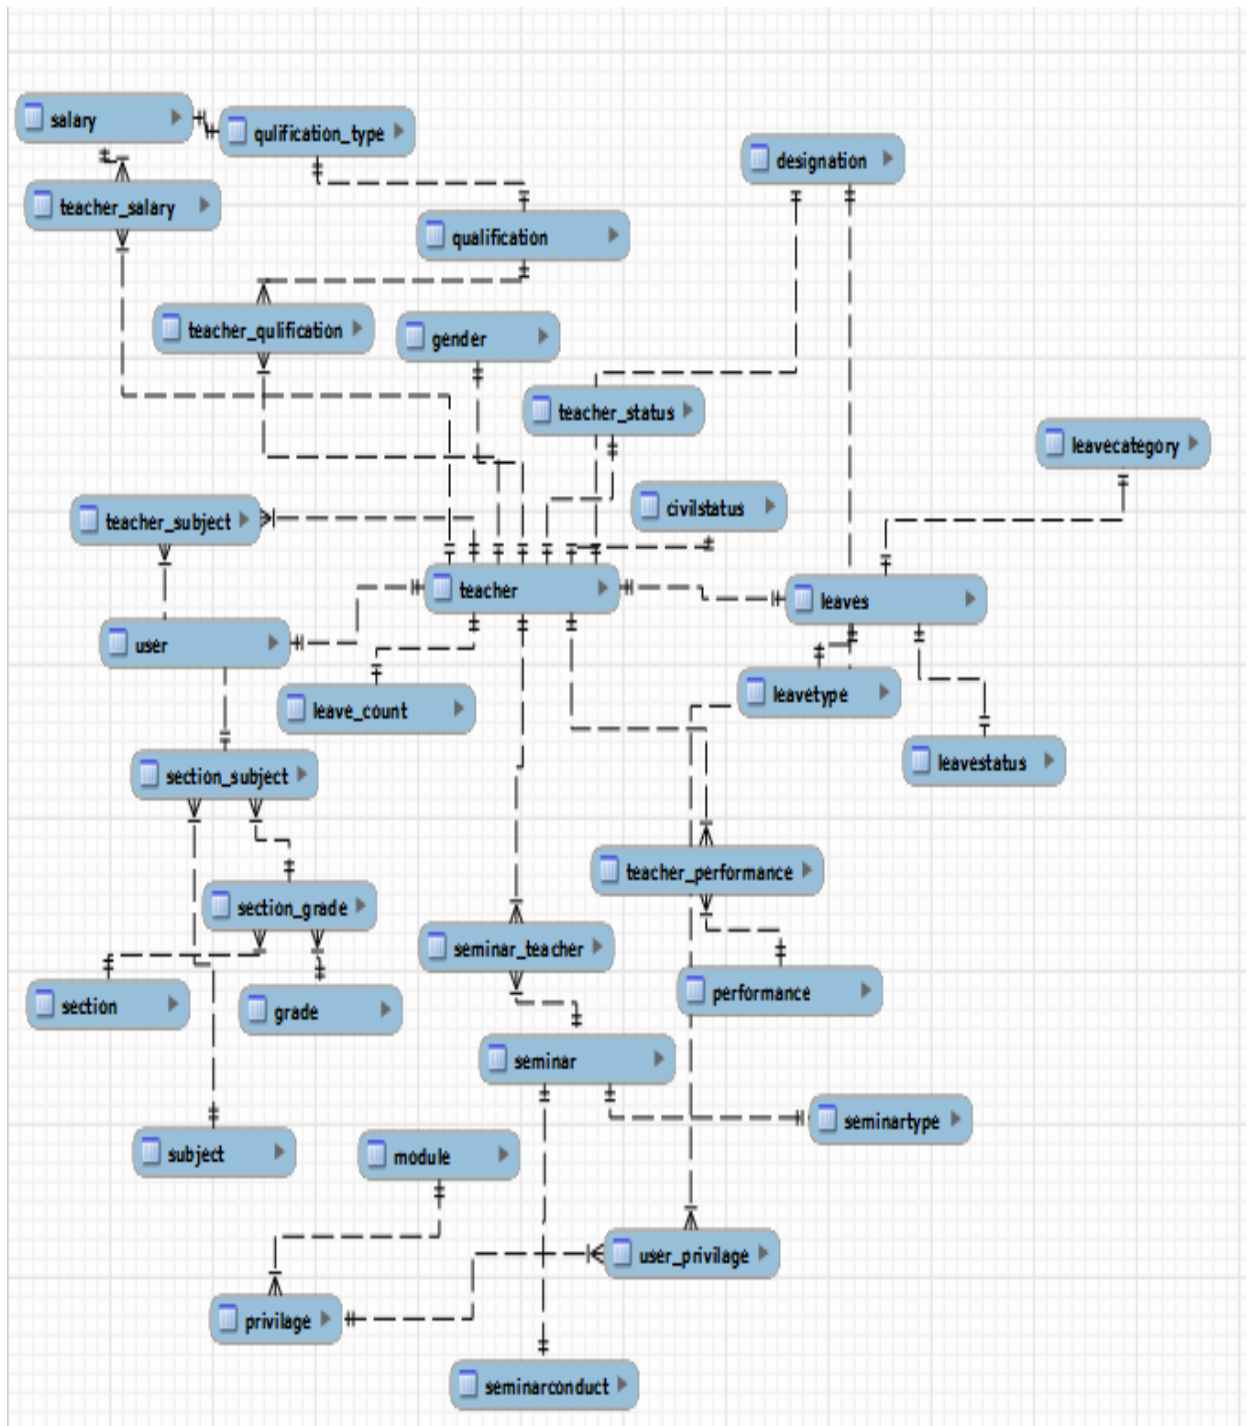 salary
qulification_type
designation
teacher_salary
qualification
teacher_qulification
gender
teacher_status
leavecategory
teacher_subject
civilstatus
teacher
leaves
user
leave_count
leavetype
section_subject
leavestatus
teacher_performance
section_grade
seminar_teacher
section
grade
performance
seminar
seminartype
subject
module
user_privilage
privilage
seminarconduct